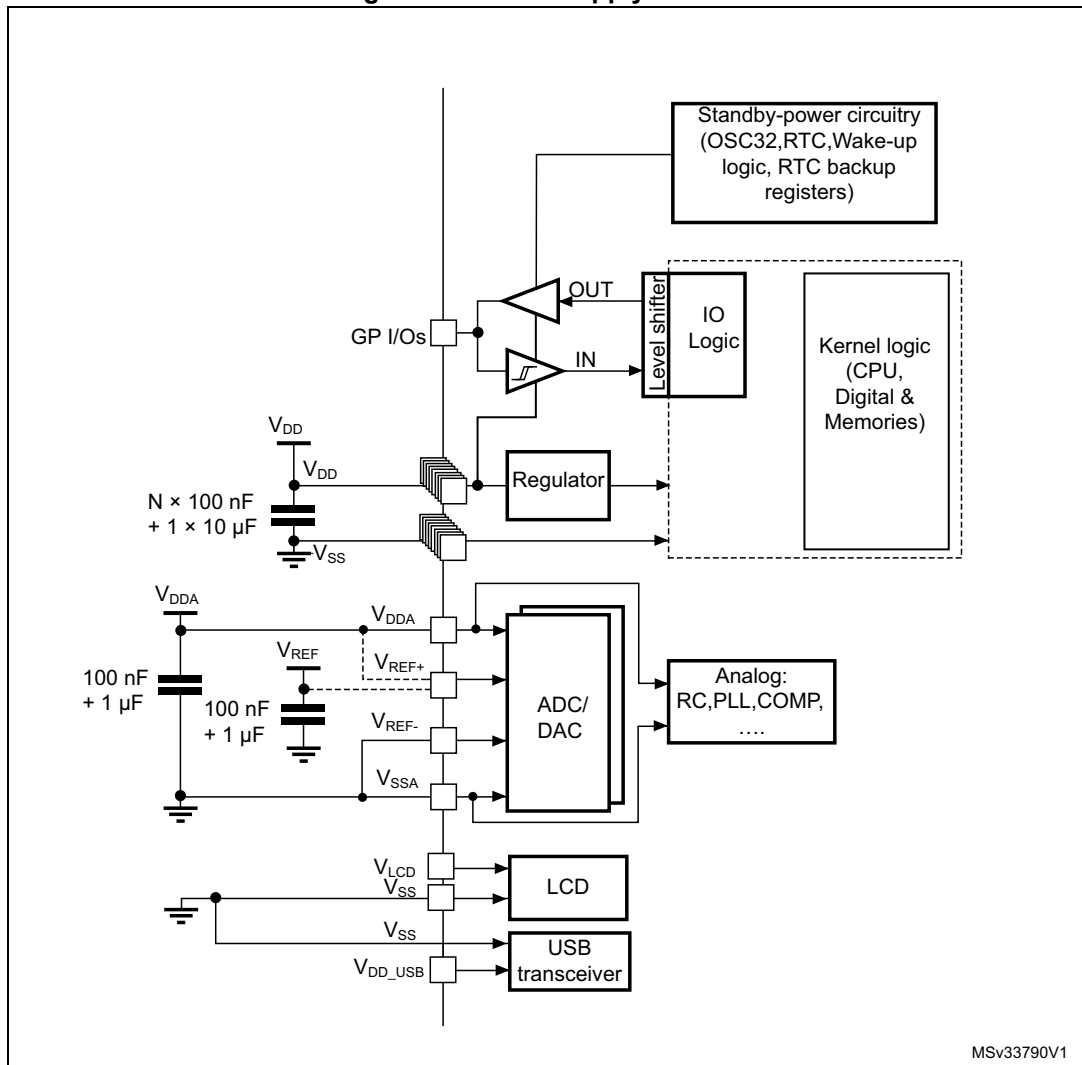 Standby-power circuitry
(OSC32,RTC,Wake-up
logic, RTC backup
registers)
OUT
GP I/Os
IN
Level shifter
IO
Logic
Kernel logic
(CPU,
Digital &
Memories)
VDD
VDD
N × 100 nF
+ 1 × 10 µF
Regulator
VSS
VDDA
VDDA
VREF
VREF+
100 nF
+ 1 µF
100 nF
+ 1 µF
ADC/
DAC
Analog:
RC,PLL,COMP,
....
VREF-
VSSA
VLCD
VSS
LCD
VSS
USB
transceiver
VDD_USB
MSv33790V1